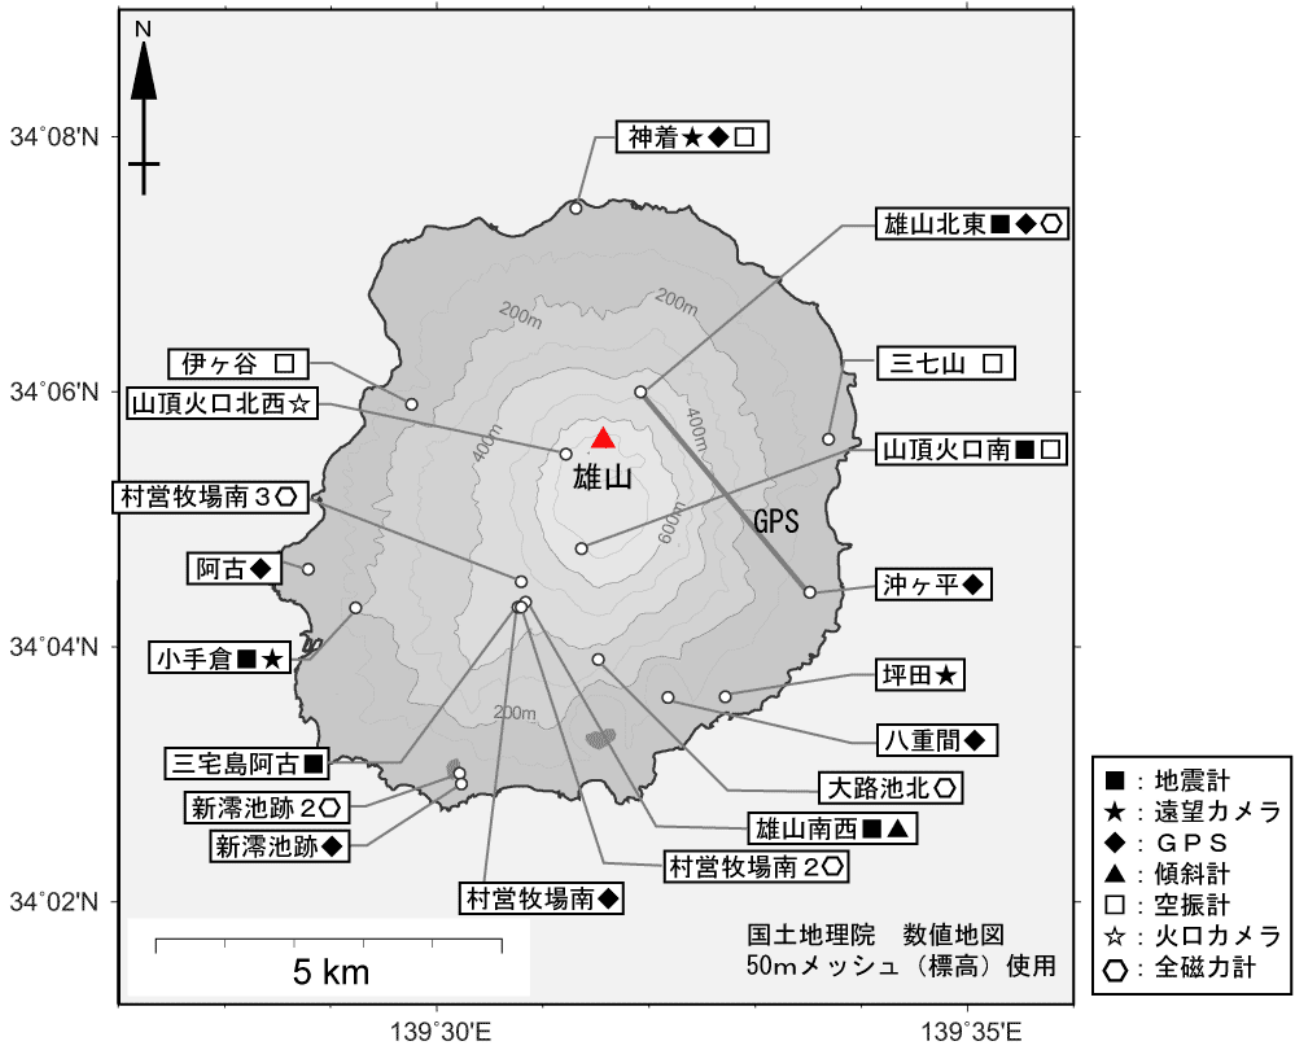 N
34°08'N
神着★◆□
雄山北東■◆⬡
200m
200m
伊ヶ谷 □
三七山 □
34°06'N
山頂火口北西☆
400m
400m
山頂火口南■□
雄山
村営牧場南3⬡
600m
GPS
阿古◆
沖ヶ平◆
34°04'N
小手倉■★
坪田★
200m
八重間◆
三宅島阿古■
大路池北⬡
新澪池跡2⬡
雄山南西■▲
新澪池跡◆
村営牧場南2⬡
村営牧場南◆
34°02'N
5 km
国土地理院 数値地図
50mメッシュ（標高）使用
■：地震計
★：遠望カメラ
◆：GPS
▲：傾斜計
□：空振計
☆：火口カメラ
⬡：全磁力計
139°30'E
139°35'E